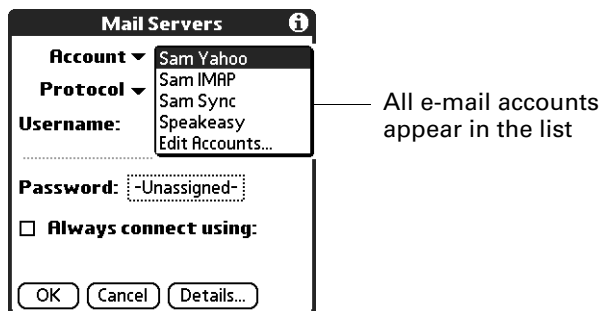 Mail Servers
Account
Sam Yahoo
Protocol
Sam IMAP
Sam Sync
Username:
Speakeasy
Edit Accounts...
Password: -Unassigned-
Always connect using:
OK Cancel Details...
All e-mail accounts
appear in the list